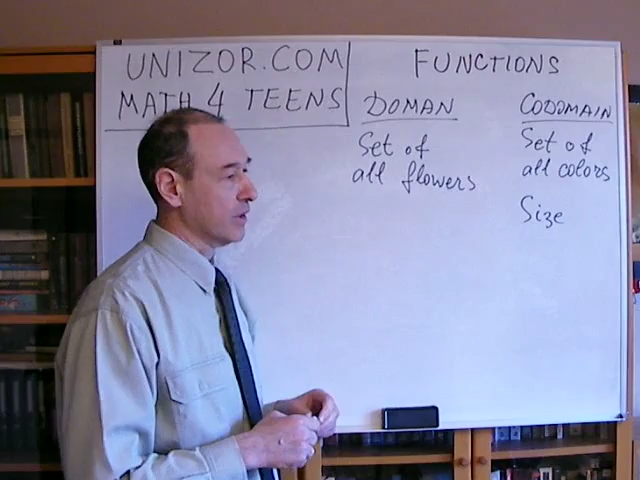 UNIZOR.COM
MATH 4 TEENS
FUNCTIONS
DOMAN
Set of
all flowers
CODOMAIN
Set of
all colors
Size